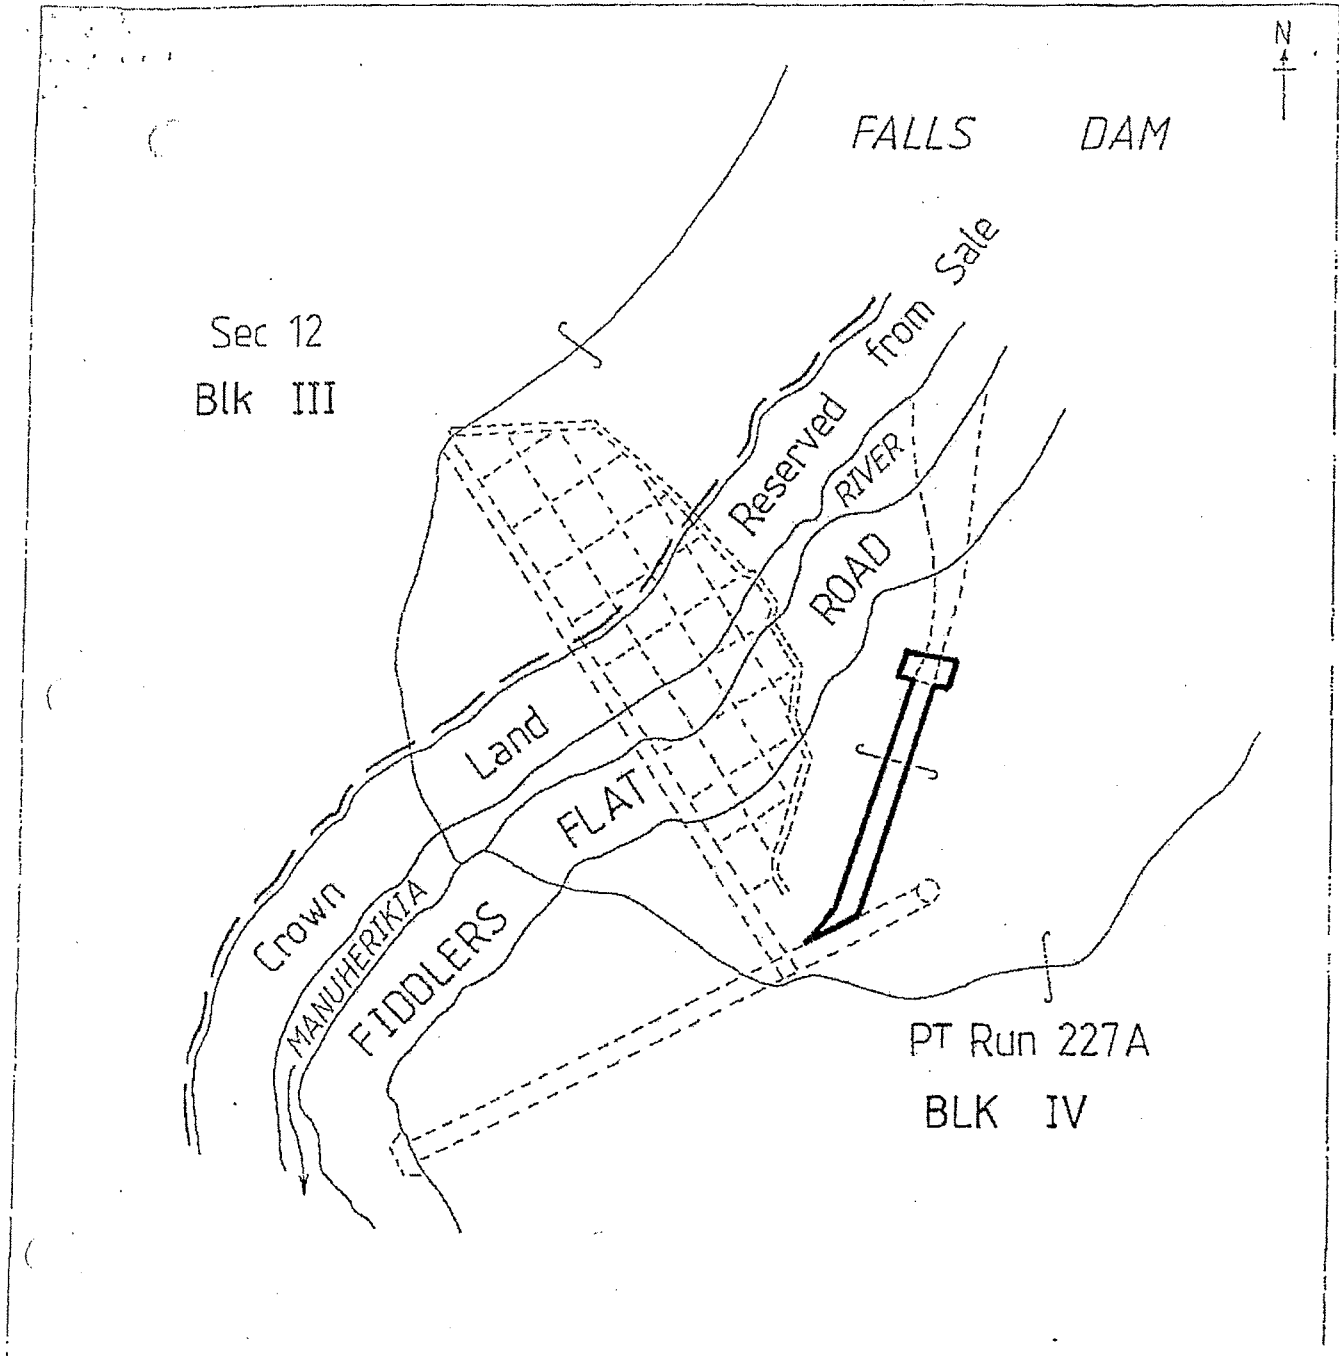 N
FALLS DAM
Sec 12
Blk III
Crown Land Reserved from Sale
MANUHERIKIA RIVER
FIDDLERS FLAT ROAD
PT Run 227A
BLK IV